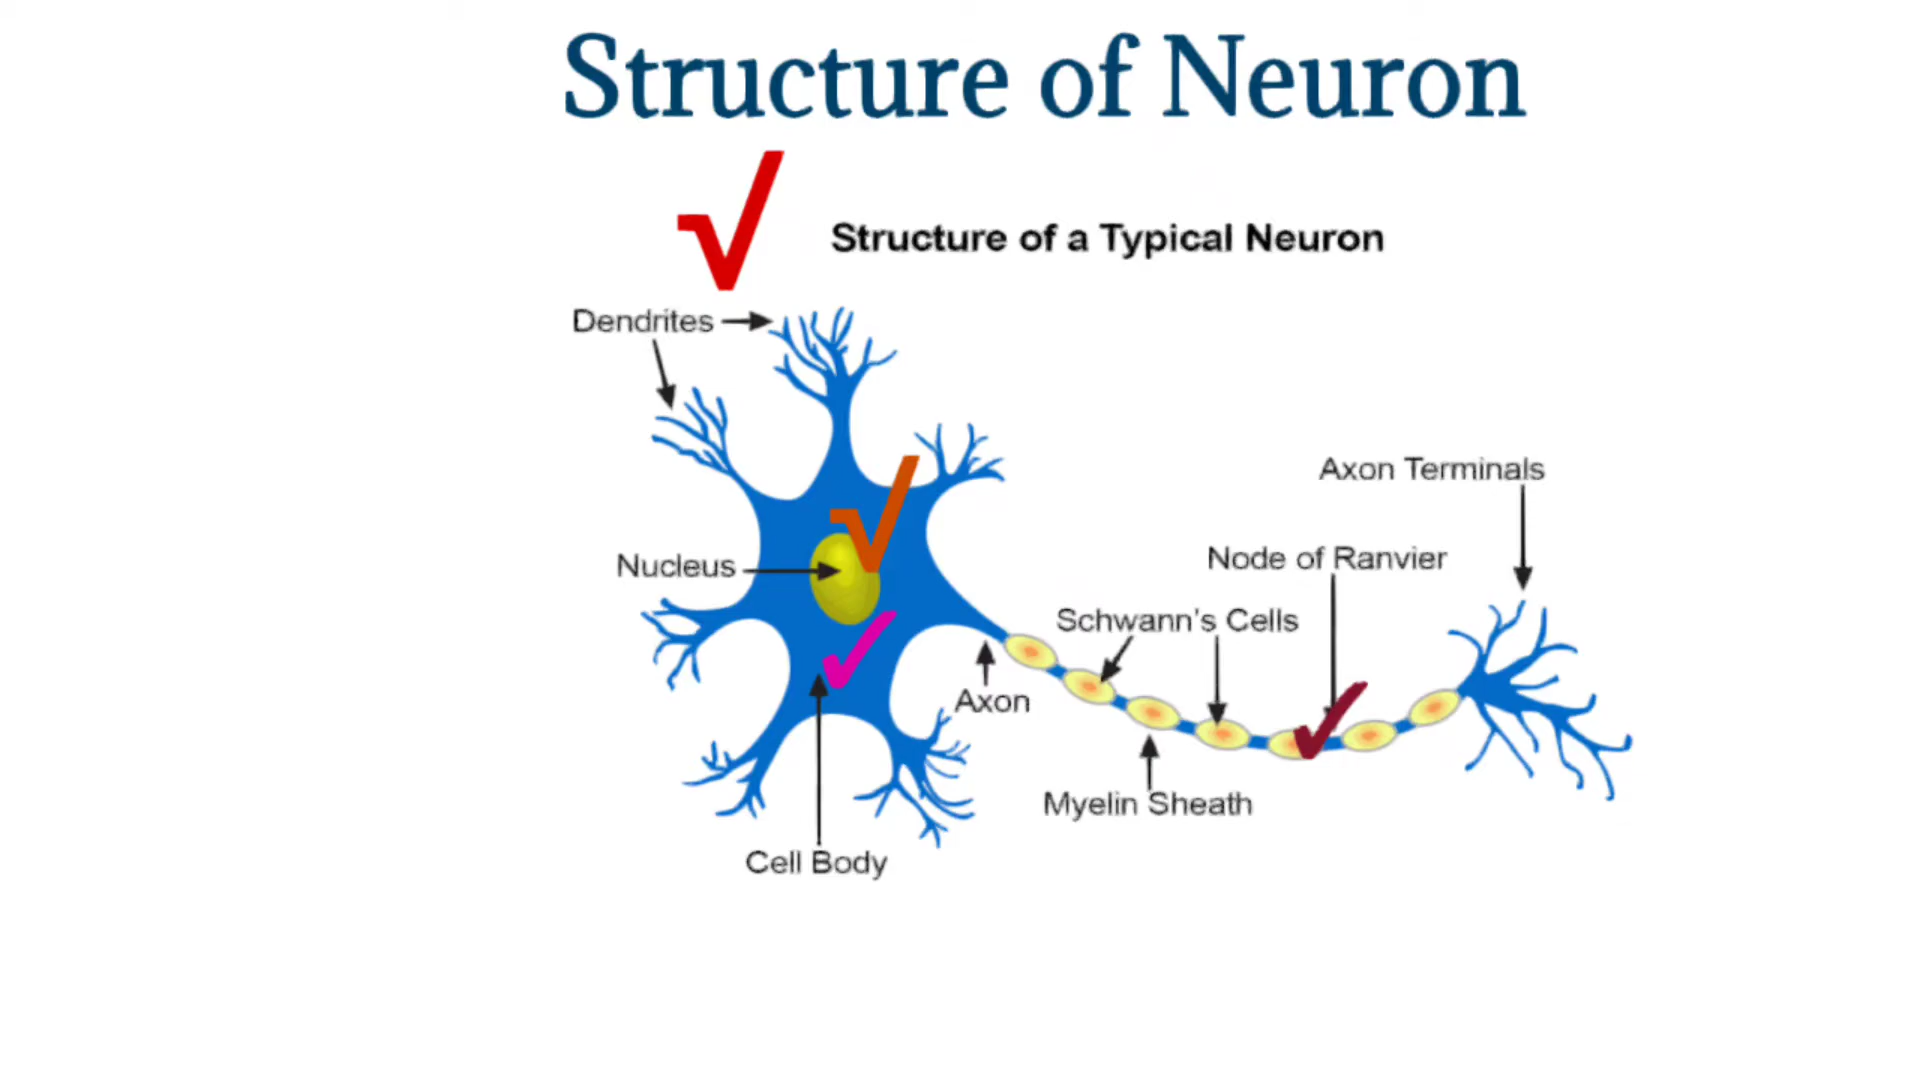 Structure of Neuron
Structure of a Typical Neuron
Dendrites
Axon Terminals
Node of Ranvier
Nucleus
Schwann's Cells
Axon
Myelin Sheath
Cell Body